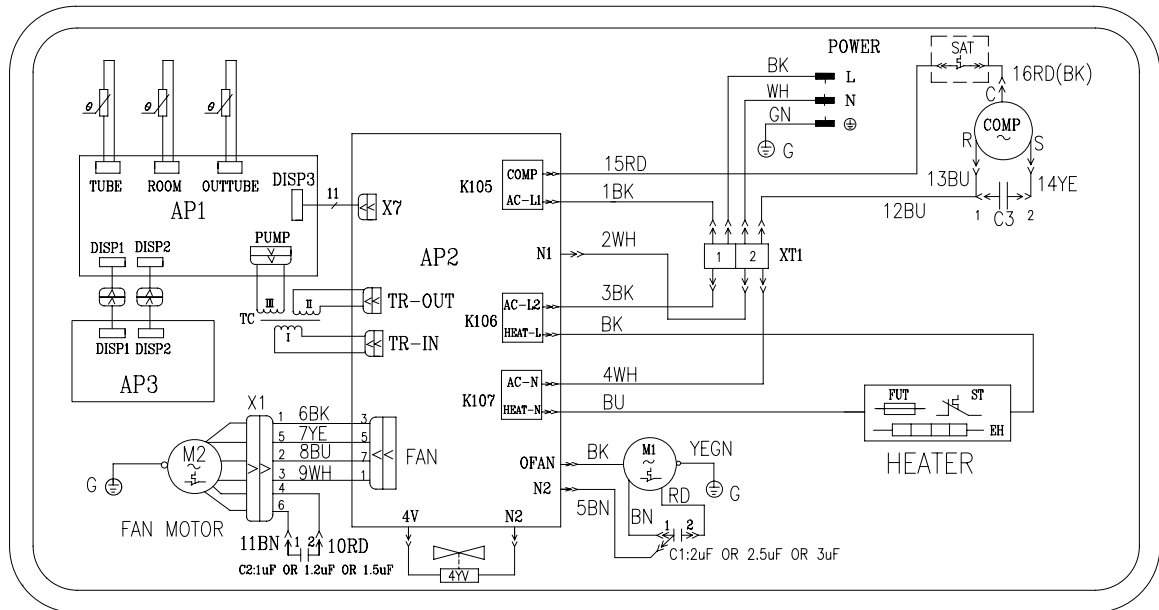 POWER
SAT
BK L
WH N
GN
G
16RD(BK)
C
COMP
~
R S
13BU 14YE
1 C3 2
12BU
θ θ θ
TUBE ROOM OUTTUBE
AP1
DISP3
11
X7
DISP1 DISP2
PUMP
III II
TC
I
TR-OUT
TR-IN
DISP1 DISP2
AP3
AP2
K105
COMP
AC-L1
15RD
1BK
N1
2WH
1 2 XT1
K106
AC-L2
HEAT-L
3BK
BK
K107
AC-N
HEAT-N
4WH
BU
FUT ST
EH
HEATER
X1
M2
~
G
FAN MOTOR
1 6BK 3
5 7YE 5
2 8BU 7
3 9WH 1
4
6
FAN
11BN 1 2 10RD
C2:1uF OR 1.2uF OR 1.5uF
4V N2
4YV
OFAN
N2
BK
5BN
M1
~
YEGN
G
RD
BN
1 2
C1:2uF OR 2.5uF OR 3uF